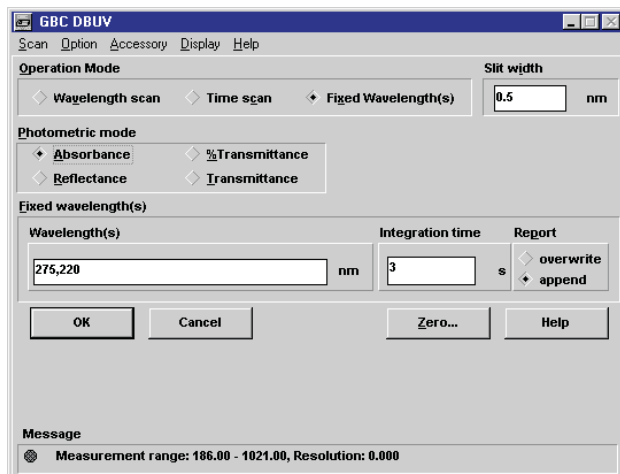 GBC DBUV
Scan Option Accessory Display Help
Operation Mode
Slit width
Wavelength scan Time scan Fixed Wavelength(s)
0.5 nm
Photometric mode
Absorbance %Transmittance
Reflectance Transmittance
Fixed wavelength(s)
Wavelength(s) Integration time Report
275,220 nm 3 s overwrite
append
OK Cancel Zero... Help
Message
Measurement range: 186.00 - 1021.00, Resolution: 0.000